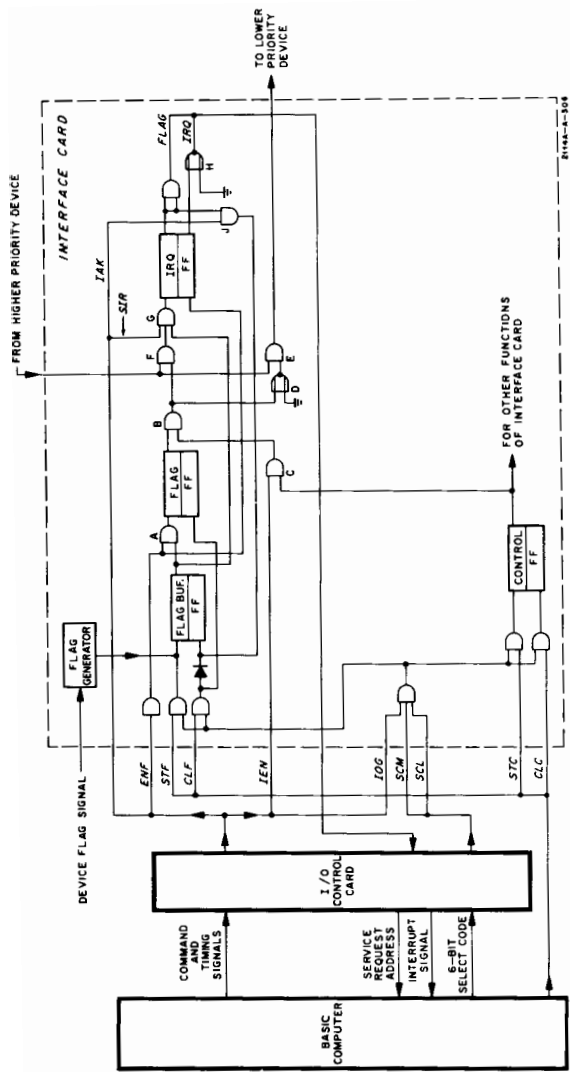 FROM HIGHER PRIORITY DEVICE
INTERFACE CARD
DEVICE FLAG SIGNAL
FLAG
GENERATOR
IAK
SIR
FLAG
IRQ
TO LOWER
PRIORITY
DEVICE
ENF
STF
CLF
FLAG BUF.
FF
A
FLAG
FF
B
F
G
IRQ
FF
J
H
IEN
C
D
E
IOG
SCM
SCL
STC
CLC
CONTROL
FF
FOR OTHER FUNCTIONS
OF INTERFACE CARD
COMMAND
AND
TIMING
SIGNALS
I/O
CONTROL
CARD
SERVICE
REQUEST
ADDRESS
INTERRUPT
SIGNAL
6-BIT
SELECT CODE
BASIC
COMPUTER
2114A-A-304